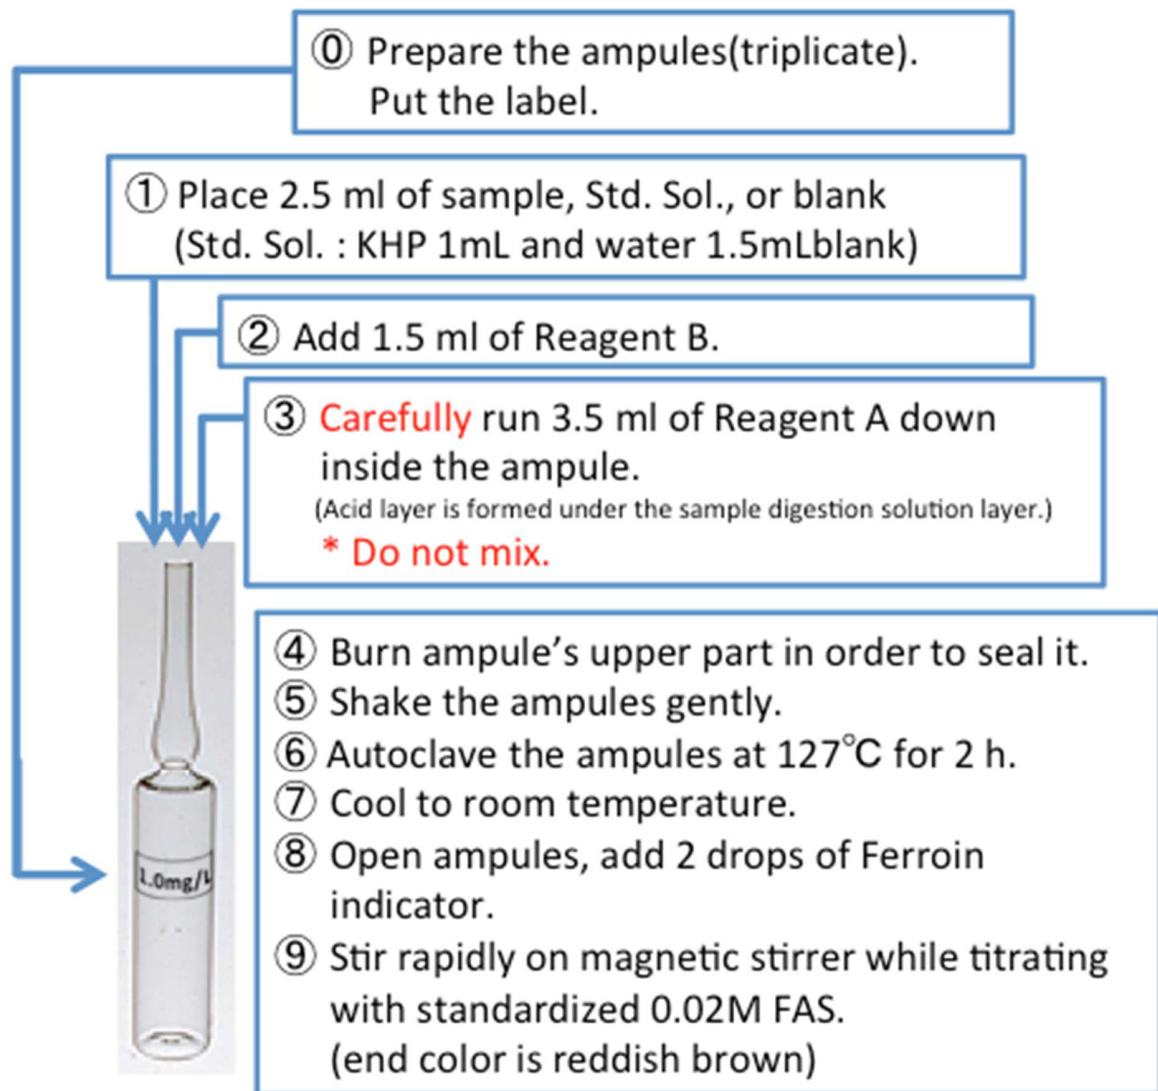 ⓪ Prepare the ampules(triplicate).
Put the label.
① Place 2.5 ml of sample, Std. Sol., or blank
(Std. Sol. : KHP 1mL and water 1.5mLblank)
② Add 1.5 ml of Reagent B.
③ Carefully run 3.5 ml of Reagent A down
inside the ampule.
(Acid layer is formed under the sample digestion solution layer.)
* Do not mix.
④ Burn ampule’s upper part in order to seal it.
⑤ Shake the ampules gently.
⑥ Autoclave the ampules at 127℃ for 2 h.
⑦ Cool to room temperature.
⑧ Open ampules, add 2 drops of Ferroin
indicator.
⑨ Stir rapidly on magnetic stirrer while titrating
with standardized 0.02M FAS.
(end color is reddish brown)
1.0mg/L